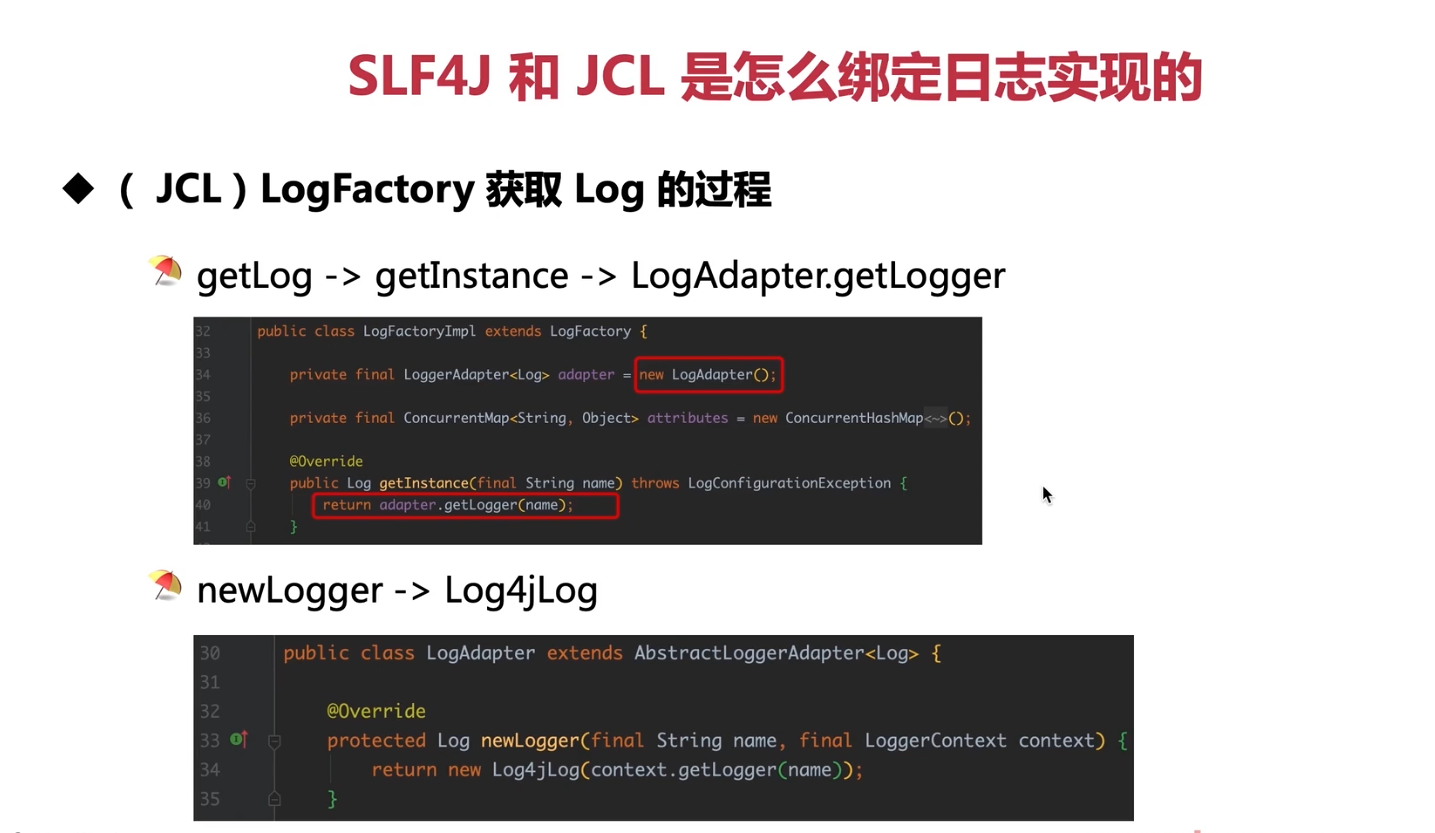 SLF4J 和 JCL 是怎么绑定日志实现的
◆ （ JCL ) LogFactory 获取 Log 的过程
getLog -> getInstance -> LogAdapter.getLogger
32 public class LogFactoryImpl extends LogFactory {
33
34 private final LoggerAdapter<Log> adapter = new LogAdapter();
35
36 private final ConcurrentMap<String, Object> attributes = new ConcurrentHashMap<~>();
37
38 @Override
39 public Log getInstance(final String name) throws LogConfigurationException {
40 return adapter.getLogger(name);
41 }
newLogger -> Log4jLog
30 public class LogAdapter extends AbstractLoggerAdapter<Log> {
31
32 @Override
33 protected Log newLogger(final String name, final LoggerContext context) {
34 return new Log4jLog(context.getLogger(name));
35 }